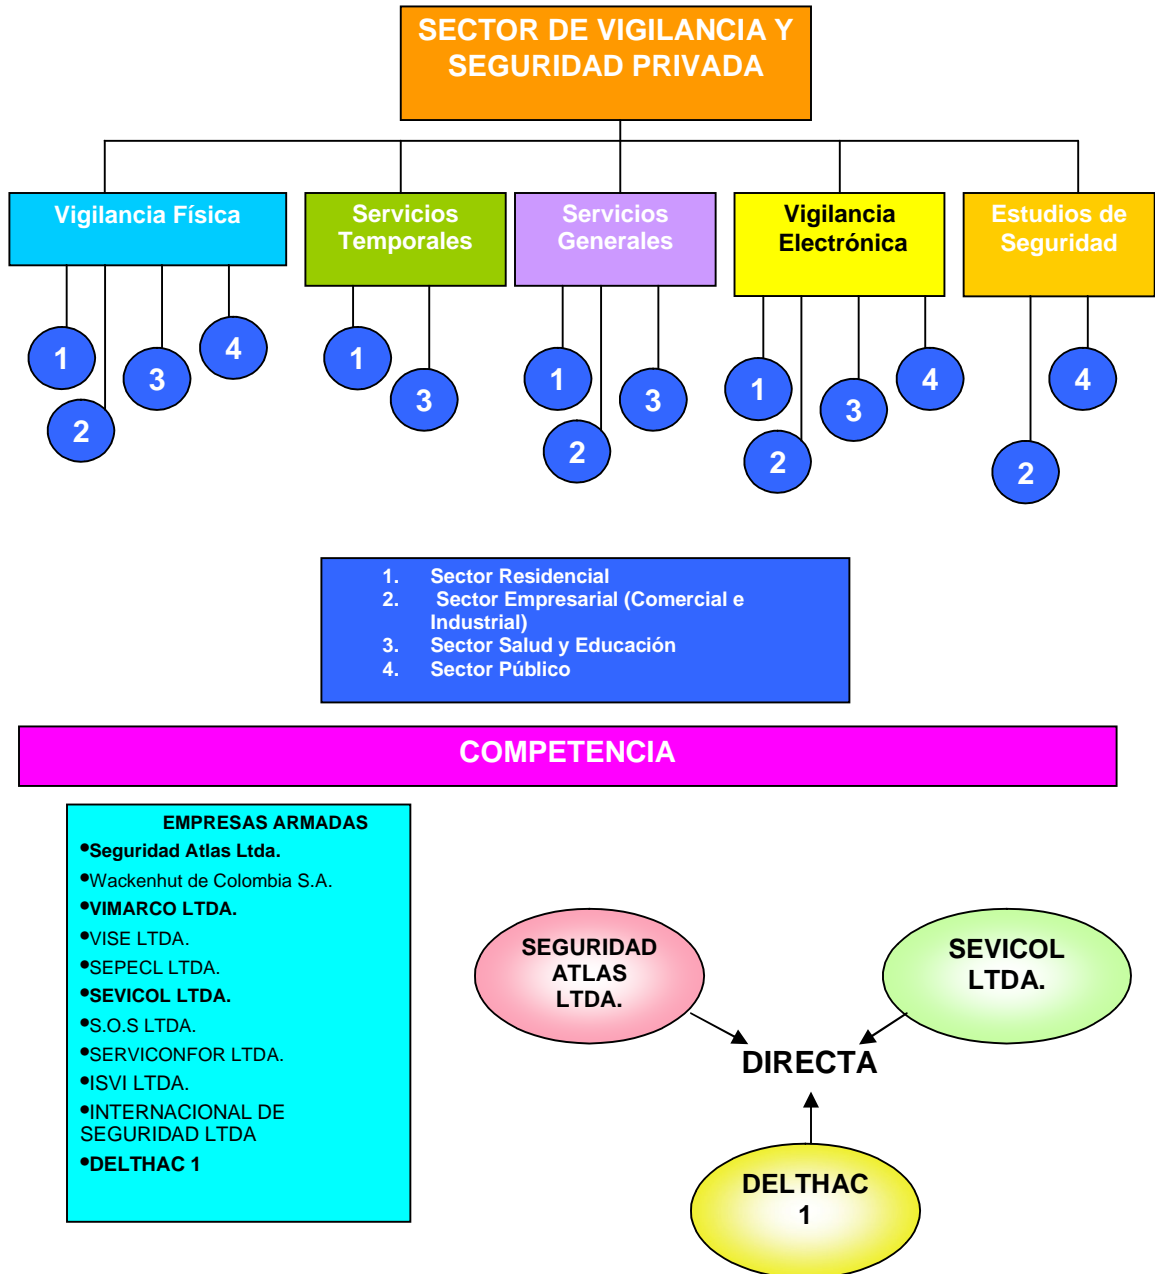 SECTOR DE VIGILANCIA Y
SEGURIDAD PRIVADA
Vigilancia Física
Servicios
Temporales
Servicios
Generales
Vigilancia
Electrónica
Estudios de
Seguridad
1
2
3
4
1
3
1
2
3
1
2
3
4
2
4
1. Sector Residencial
2. Sector Empresarial (Comercial e
Industrial)
3. Sector Salud y Educación
4. Sector Público
COMPETENCIA
EMPRESAS ARMADAS
•Seguridad Atlas Ltda.
•Wackenhut de Colombia S.A.
•VIMARCO LTDA.
•VISE LTDA.
•SEPECL LTDA.
•SEVICOL LTDA.
•S.O.S LTDA.
•SERVICONFOR LTDA.
•ISVI LTDA.
•INTERNACIONAL DE
SEGURIDAD LTDA
•DELTHAC 1
SEGURIDAD
ATLAS
LTDA.
SEVICOL
LTDA.
DIRECTA
DELTHAC
1